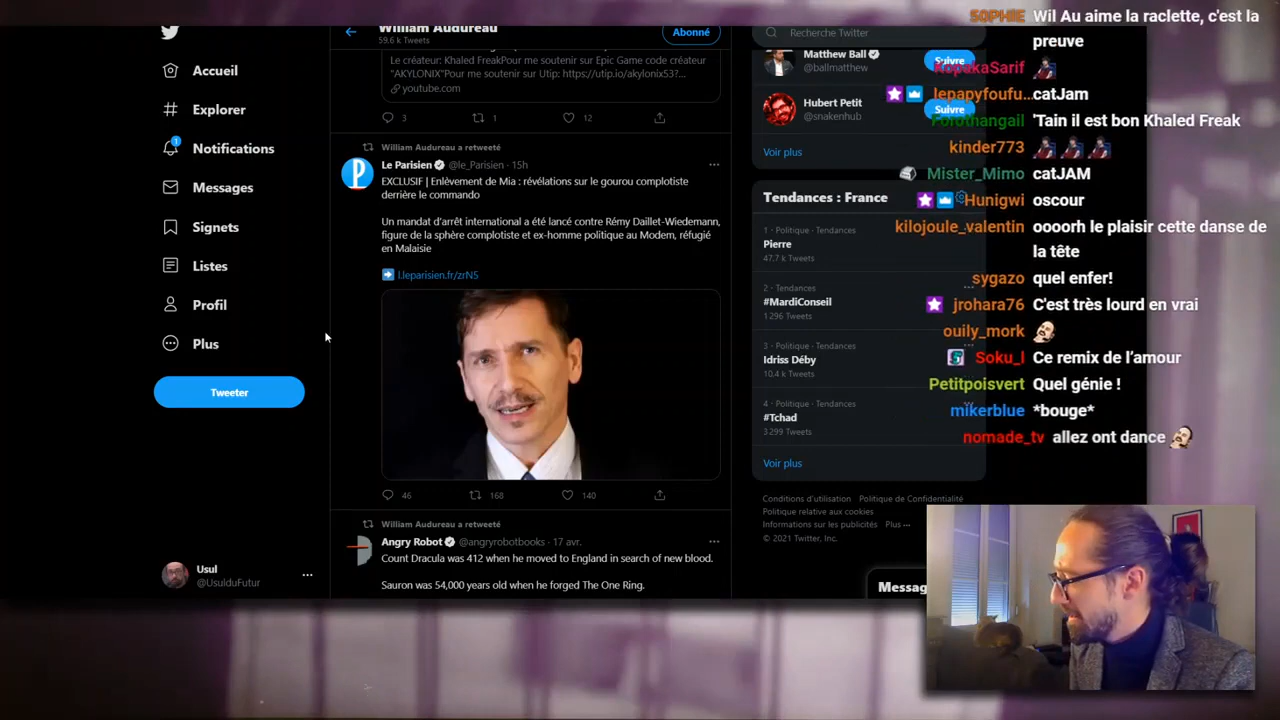 William Audureau
59.6 k Tweets
Abonné
Accueil
Explorer
1
Notifications
Messages
Signets
Listes
Profil
Plus
Tweeter
Usul
@UsulduFutur
Le créateur: Khaled FreakPour me soutenir sur Epic Game code créateur
"AKYLONIX"Pour me soutenir sur Utip: https://utip.io/akylonix53?...
youtube.com
3 1 12
William Audureau a retweeté
Le Parisien @le_Parisien · 15h
EXCLUSIF | Enlèvement de Mia : révélations sur le gourou complotiste
derrière le commando
Un mandat d'arrêt international a été lancé contre Rémy Daillet-Wiedemann,
figure de la sphère complotiste et ex-homme politique au Modem, réfugié
en Malaisie
l.leparisien.fr/zrN5
46 168 140
William Audureau a retweeté
Angry Robot @angryrobotbooks · 17 avr.
Count Dracula was 412 when he moved to England in search of new blood.
Sauron was 54,000 years old when he forged The One Ring.
Recherche Twitter
Matthew Ball
@ballmatthew
Suivre
Hubert Petit
@snakenhub
Suivre
Voir plus
Tendances : France
1 · Politique · Tendances
Pierre
47.7 k Tweets
2 · Tendances
#MardiConseil
1 296 Tweets
3 · Politique · Tendances
Idriss Déby
10.4 k Tweets
4 · Politique · Tendances
#Tchad
3 299 Tweets
Voir plus
Conditions d'utilisation Politique de Confidentialité
Politique relative aux cookies
Informations sur les publicités Plus ···
© 2021 Twitter, Inc.
Messag
SOPHIE Wil Au aime la raclette, c'est la
preuve
KopakaSarif
lepapyfoufu... catJam
Forothangail 'Tain il est bon Khaled Freak
kinder773
Mister_Mimo catJAM
Hunigwi oscour
kilojoule_valentin oooorh le plaisir cette danse de
la tête
sygazo quel enfer!
jrohara76 C'est très lourd en vrai
ouily_mork
Soku_I Ce remix de l'amour
Petitpoisvert Quel génie !
mikerblue *bouge*
nomade_tv allez ont dance